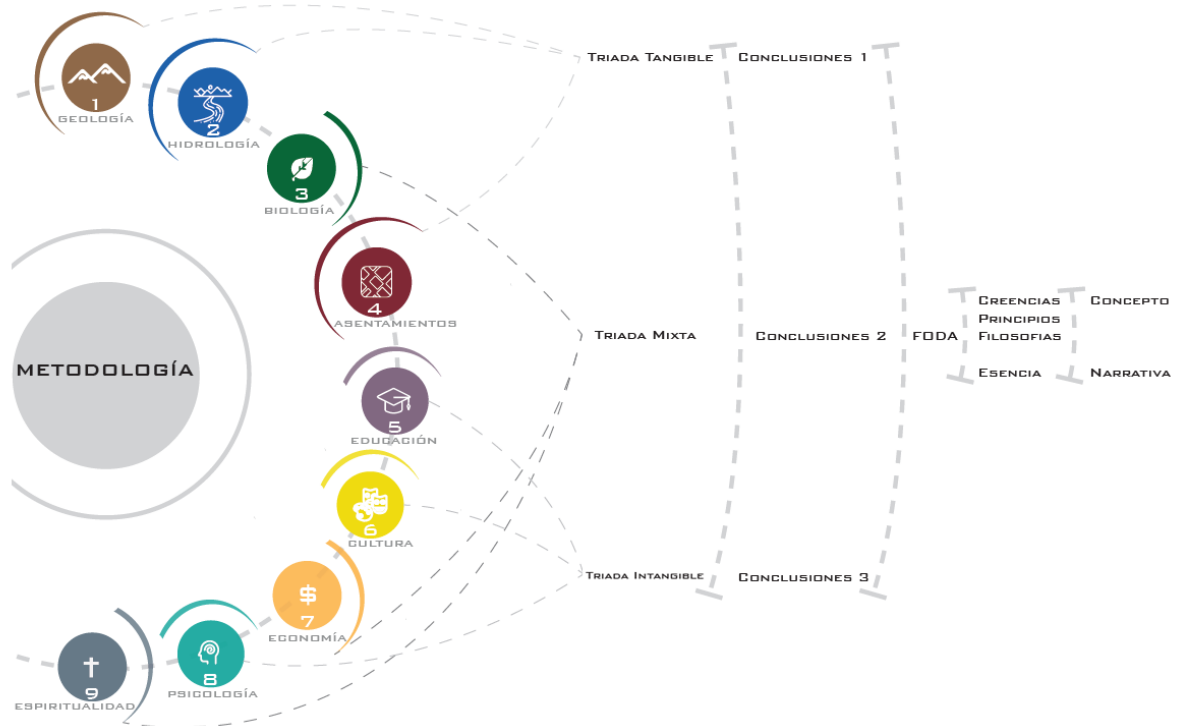 1
GEOLOGÍA
2
HIDROLOGÍA
3
BIOLOGÍA
4
ASENTAMIENTOS
METODOLOGÍA
5
EDUCACIÓN
6
CULTURA
$
7
ECONOMÍA
8
PSICOLOGÍA
9
ESPIRITUALIDAD
TRIADA TANGIBLE
CONCLUSIONES 1
TRIADA MIXTA
CONCLUSIONES 2
TRIADA INTANGIBLE
CONCLUSIONES 3
FODA
CREENCIAS
PRINCIPIOS
FILOSOFIAS
ESENCIA
CONCEPTO
NARRATIVA